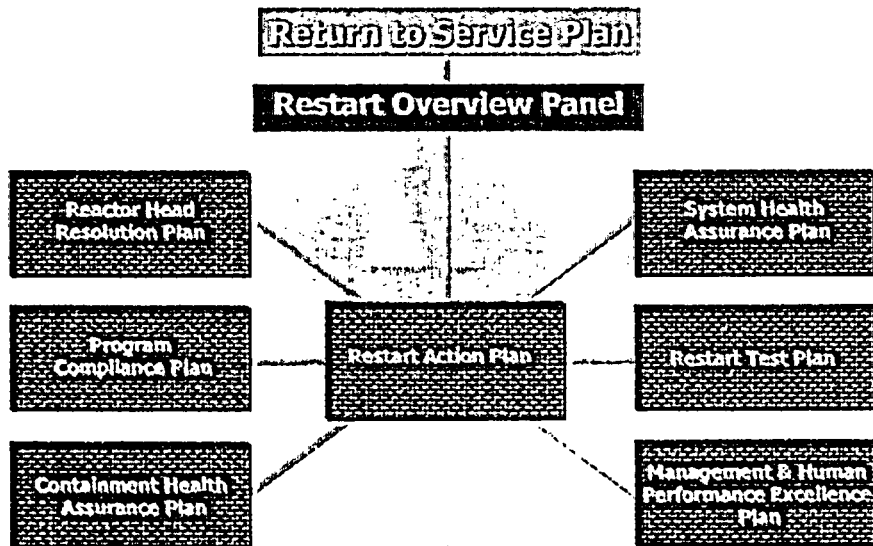 Return to Service Plan
Restart Overview Panel
Reactor Head
Resolution Plan
System Health
Assurance Plan
Program
Compliance Plan
Restart Action Plan
Restart Test Plan
Containment Health
Assurance Plan
Management & Human
Performance Excellence
Plan